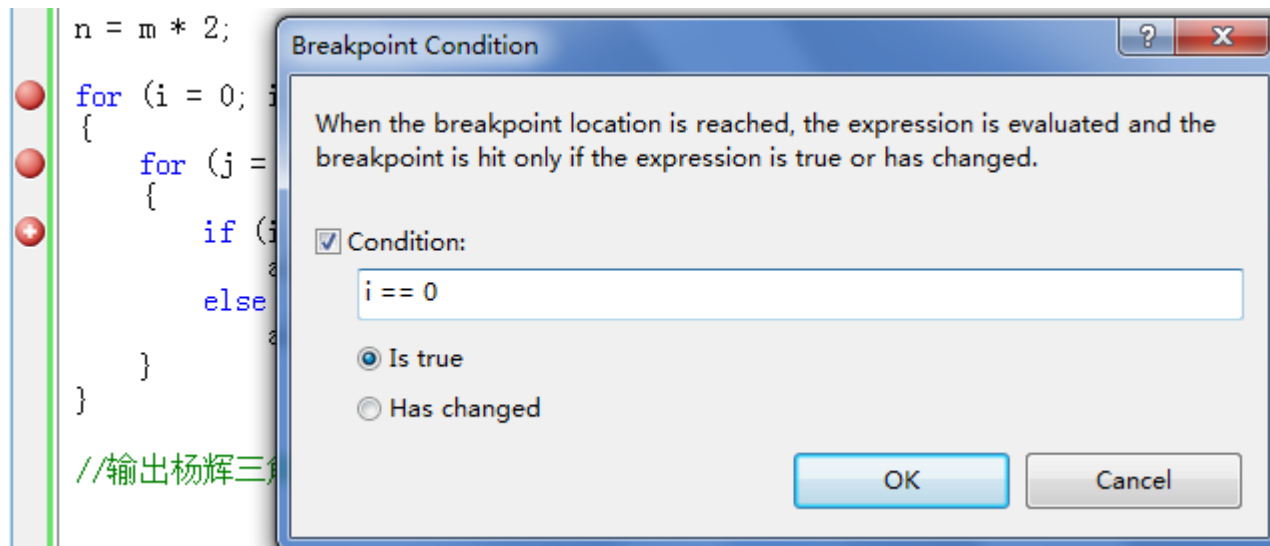 n = m * 2;
for (i = 0; i
{
for (j =
{
if (i
a
else
a
}
}
//输出杨辉三角
Breakpoint Condition
When the breakpoint location is reached, the expression is evaluated and the
breakpoint is hit only if the expression is true or has changed.
Condition:
i == 0
Is true
Has changed
OK
Cancel